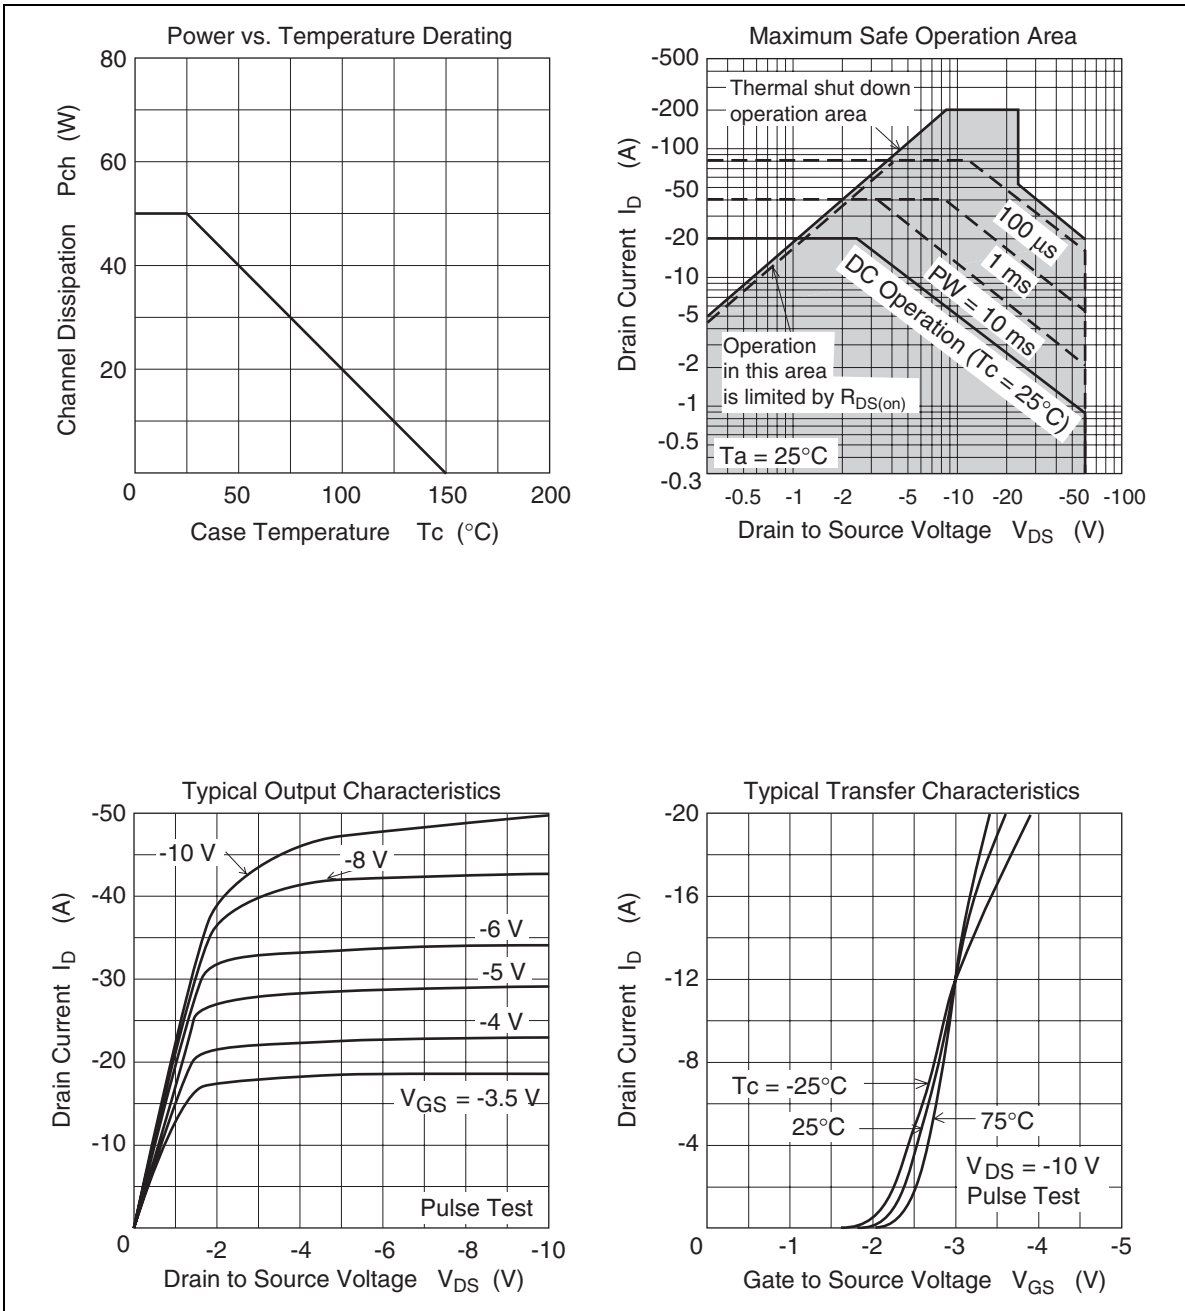 Power vs. Temperature Derating
80
60
40
20
0
50
100
150
200
Channel Dissipation Pch (W)
Case Temperature Tc (°C)
Maximum Safe Operation Area
-500
-200
-100
-50
-20
-10
-5
-2
-1
-0.5
-0.3
-0.5
-1
-2
-5
-10
-20
-50
-100
Drain Current ID (A)
Drain to Source Voltage VDS (V)
Thermal shut down
operation area
100 μs
1 ms
PW = 10 ms
DC Operation (Tc = 25°C)
Operation
in this area
is limited by RDS(on)
Ta = 25°C
Typical Output Characteristics
-50
-40
-30
-20
-10
0
-2
-4
-6
-8
-10
Drain Current ID (A)
Drain to Source Voltage VDS (V)
-10 V
-8 V
-6 V
-5 V
-4 V
VGS = -3.5 V
Pulse Test
Typical Transfer Characteristics
-20
-16
-12
-8
-4
0
-1
-2
-3
-4
-5
Drain Current ID (A)
Gate to Source Voltage VGS (V)
Tc = -25°C
25°C
75°C
VDS = -10 V
Pulse Test